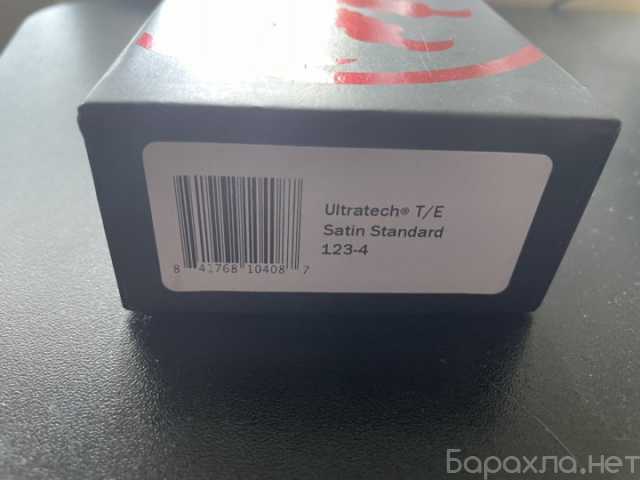 Ultratech® T/E
Satin Standard
123-4
8 41768 10408 7
Барахла.нет